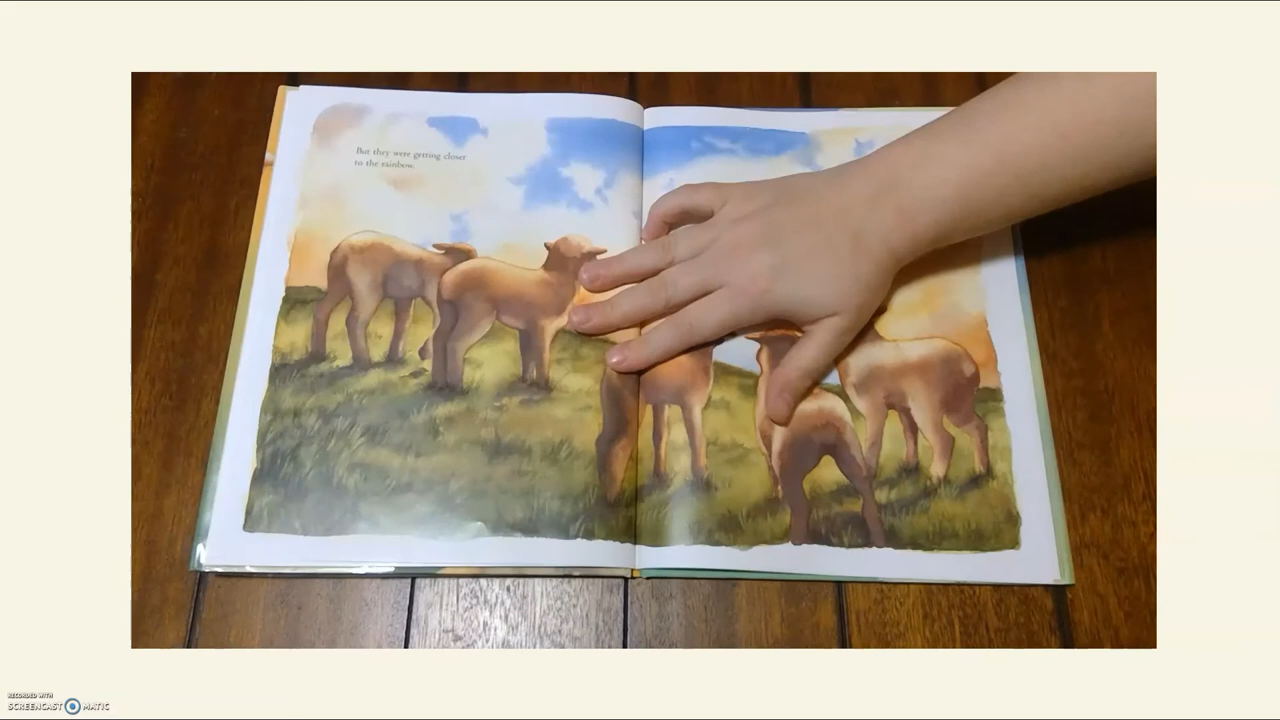 But they were getting closer
to the rainbow.
RECORDED WITH
SCREENCAST MATIC